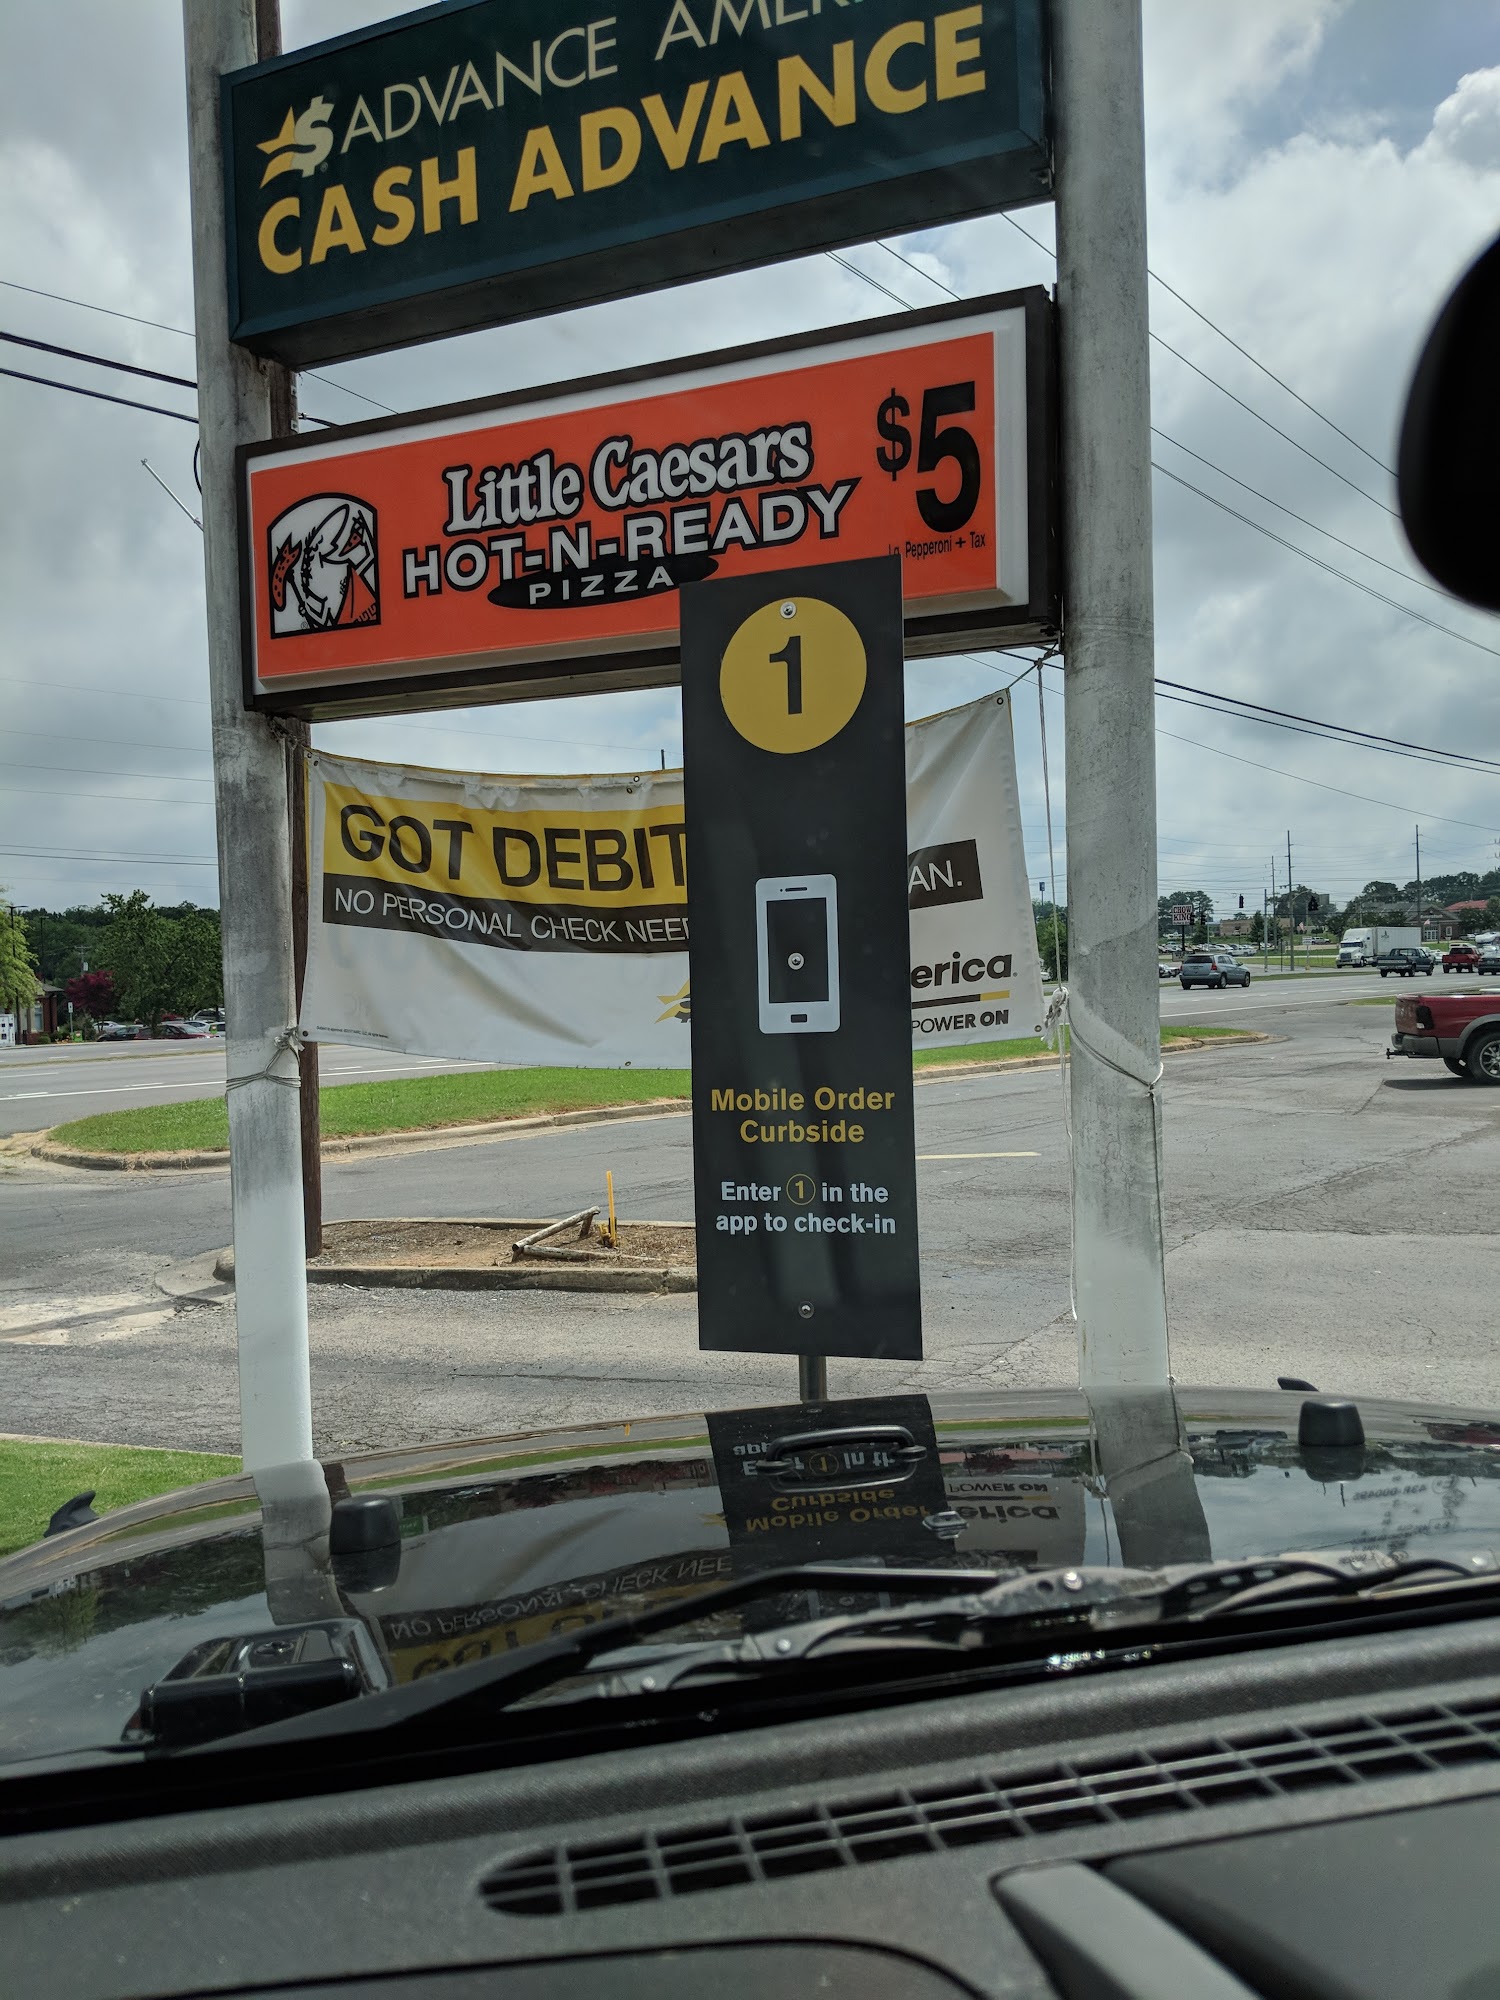 ADVANCE AMER
CASH ADVANCE
Little Caesars
HOT-N-READY
PIZZA
$5
Lg. Pepperoni + Tax
1
GOT DEBIT
NO PERSONAL CHECK NEE
AN.
erica.
POWER ON
Mobile Order
Curbside
Enter 1 in the
app to check-in